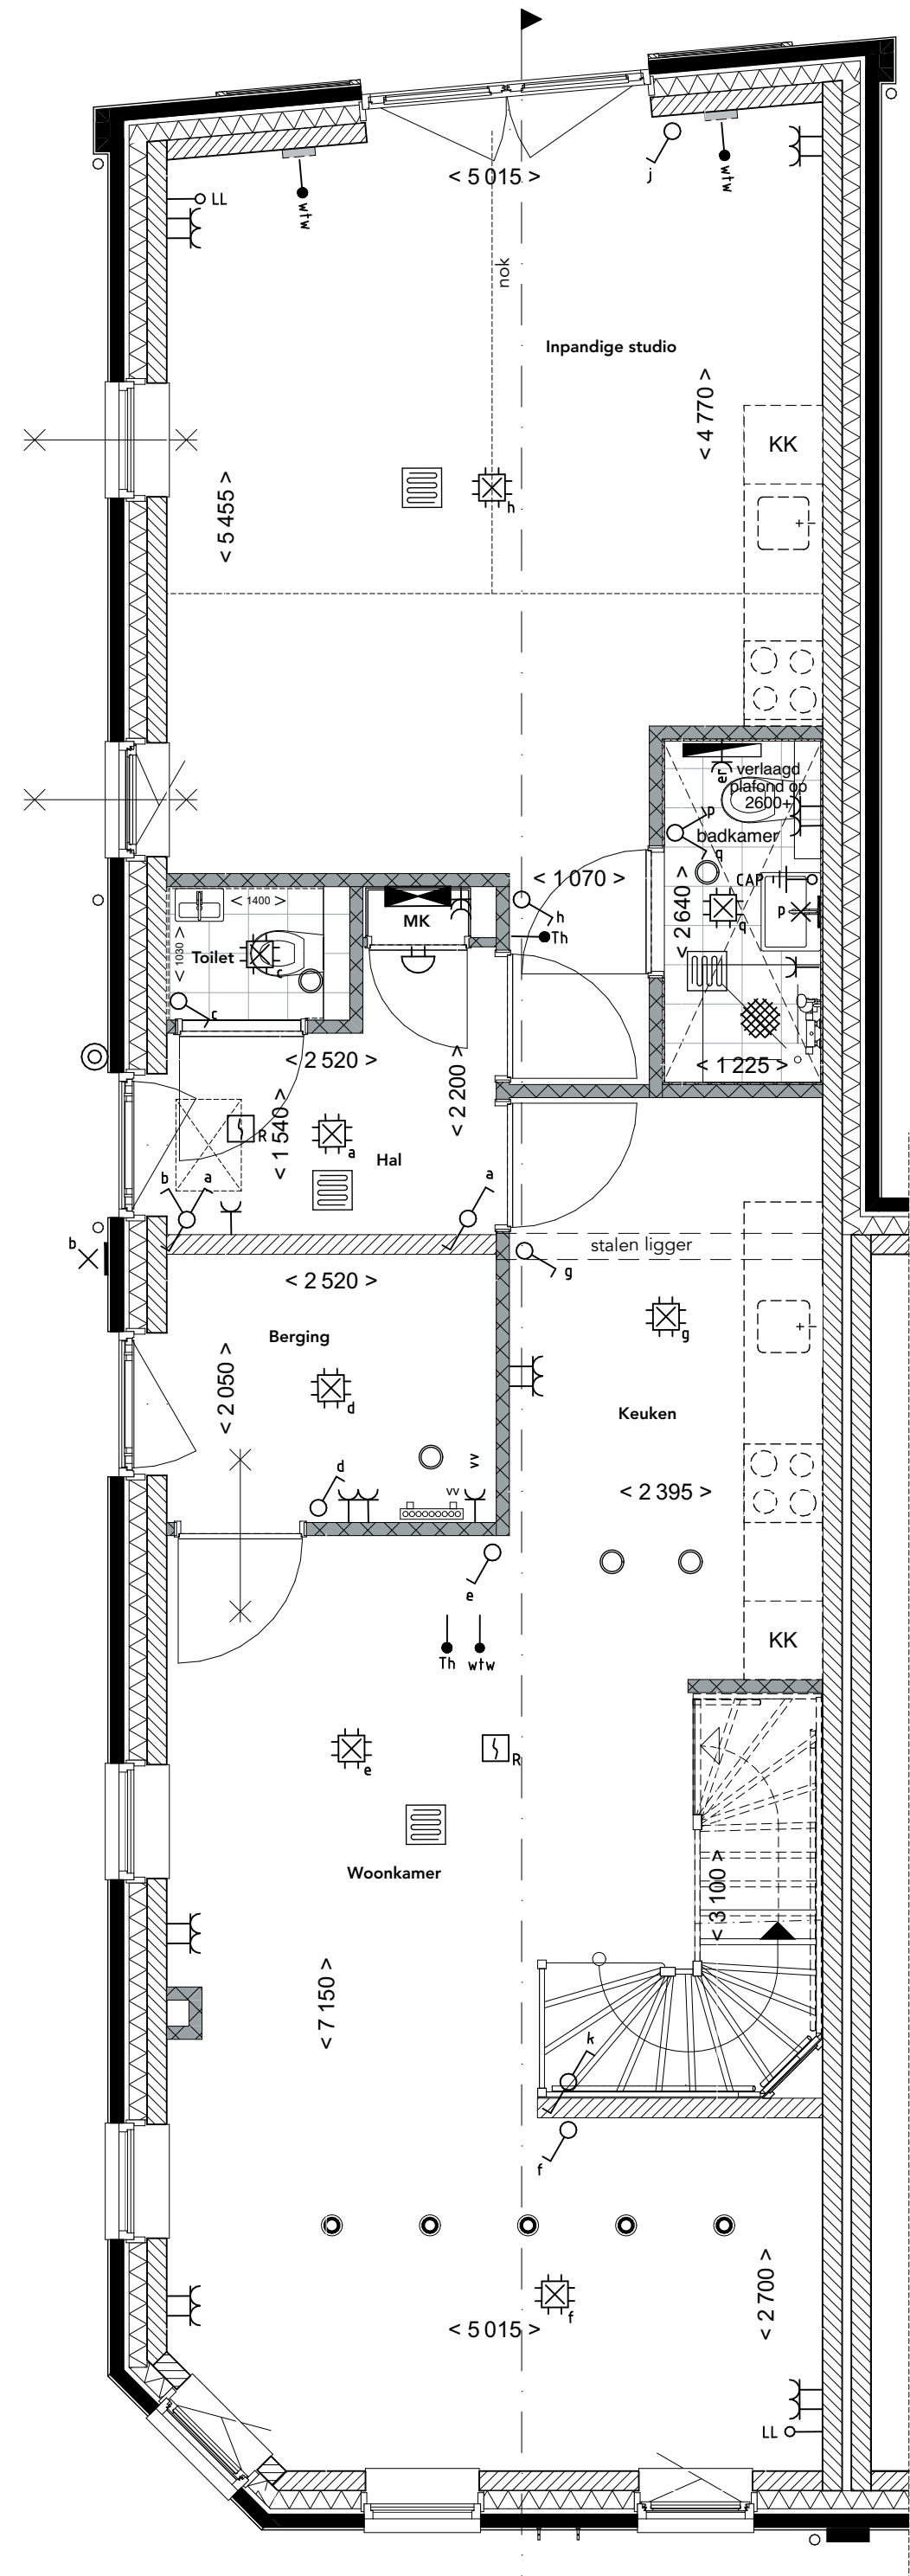 wtw
j
wtw
< 5 015 >
LL
nok
Inpandige studio
< 4 770 >
KK
< 5 455 >
h
er
verlaagd
plafond op
2600+
p
badkamer
q
< 1 070 >
CAP
< 1400 >
MK
h
< 2 640 >
p
q
Th
< 1030 >
Toilet
c
c
< 2 520 >
< 2 200 >
< 1 225 >
< 1 540 >
R
a
Hal
b
a
a
b
stalen ligger
g
< 2 520 >
g
Berging
< 2 050 >
d
Keuken
d
vv
vv
< 2 395 >
e
KK
Th
wtw
e
R
Woonkamer
< 3 100 >
< 7 150 >
k
f
< 2 700 >
f
< 5 015 >
LL